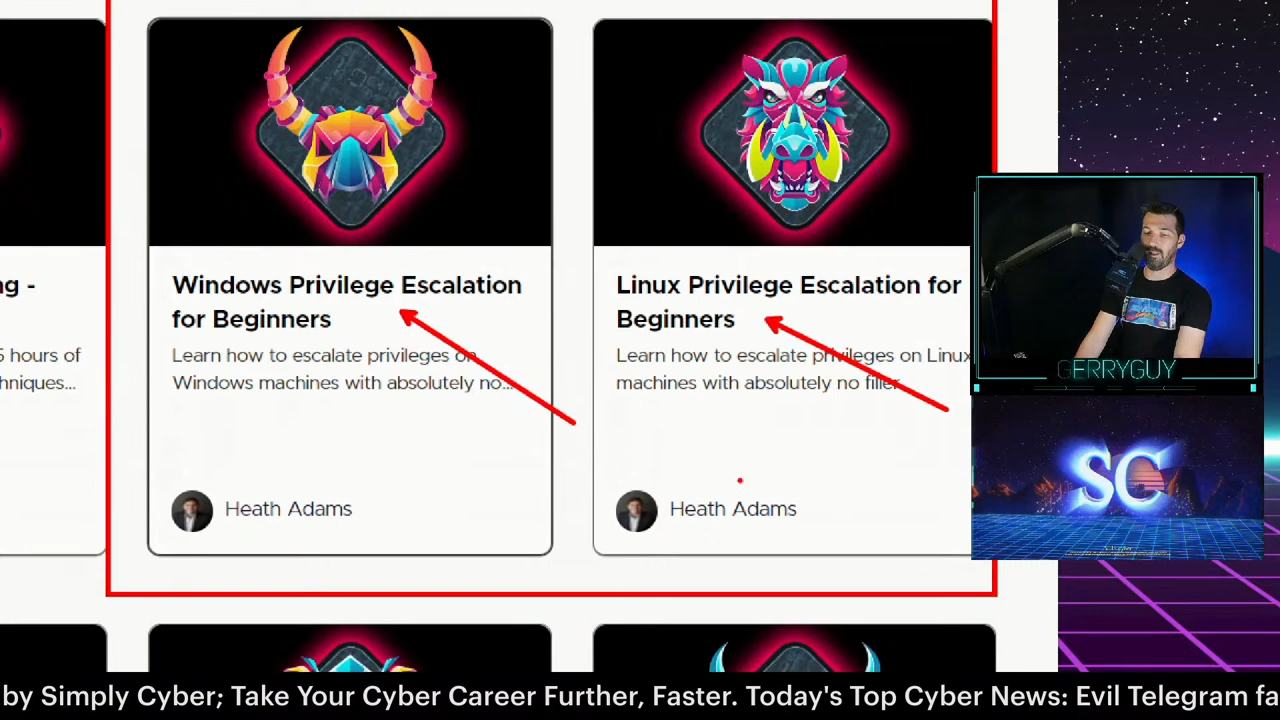 ng -
5 hours of
hniques...
Windows Privilege Escalation
for Beginners
Learn how to escalate privileges on
Windows machines with absolutely no...
Heath Adams
Linux Privilege Escalation for
Beginners
Learn how to escalate privileges on Linux
machines with absolutely no filler.
Heath Adams
GERRYGUY
SC
by Simply Cyber; Take Your Cyber Career Further, Faster. Today's Top Cyber News: Evil Telegram fa